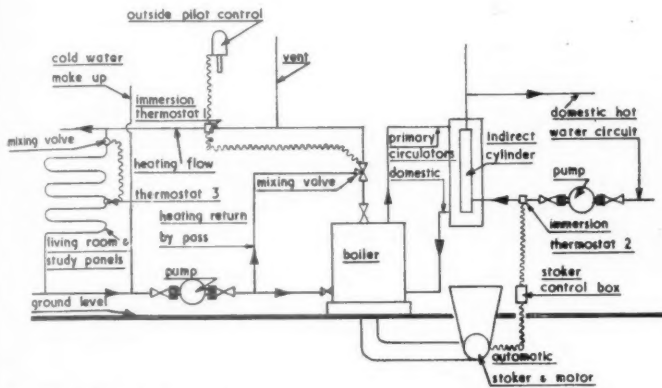 outside pilot control
cold water
make up
vent
immersion
thermostat 1
domestic hot
water circuit
mixing valve
heating flow
primary
circulators
domestic
indirect
cylinder
mixing valve
pump
thermostat 3
heating return
by pass
immersion
thermostat 2
living room &
study panels
boiler
pump
stoker
control box
ground level
automatic
stoker & motor